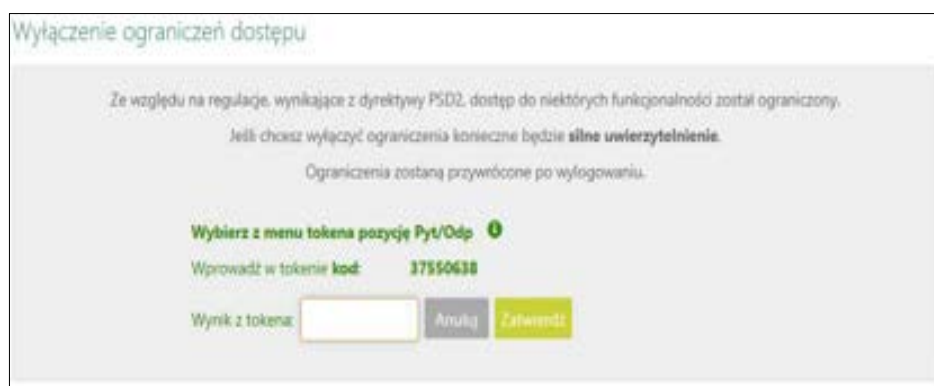 Wyłączenie ograniczeń dostępu
Ze względu na regulacje, wynikające z dyrektywy PSD2, dostęp do niektórych funkcjonalności został ograniczony.
Jeśli chcesz wyłączyć ograniczenia konieczne będzie silne uwierzytelnienie.
Ograniczenia zostaną przywrócone po wylogowaniu.
Wybierz z menu tokena pozycję Pyt/Odp
Wprowadź w tokenie kod: 37550638
Wynik z tokena: Anuluj Zatwierdź